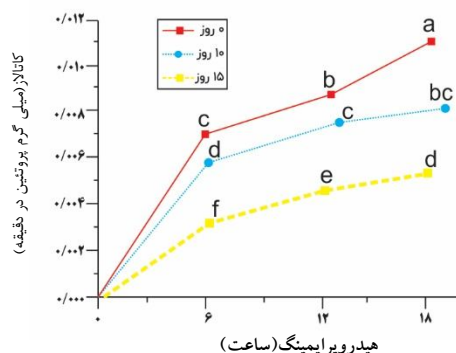 ۰/۰۱۲
۰/۰۱۰
۰/۰۰۸
۰/۰۰۶
۰/۰۰۴
۰/۰۰۲
۰/۰۰۰
کاتالاز(میلی گرم پروتئین در دقیقه)
۰ روز
۱۰ روز
۱۵ روز
a
b
bc
c
c
d
d
e
f
۰ ۶ ۱۲ ۱۸
هیدروپرایمینگ(ساعت)